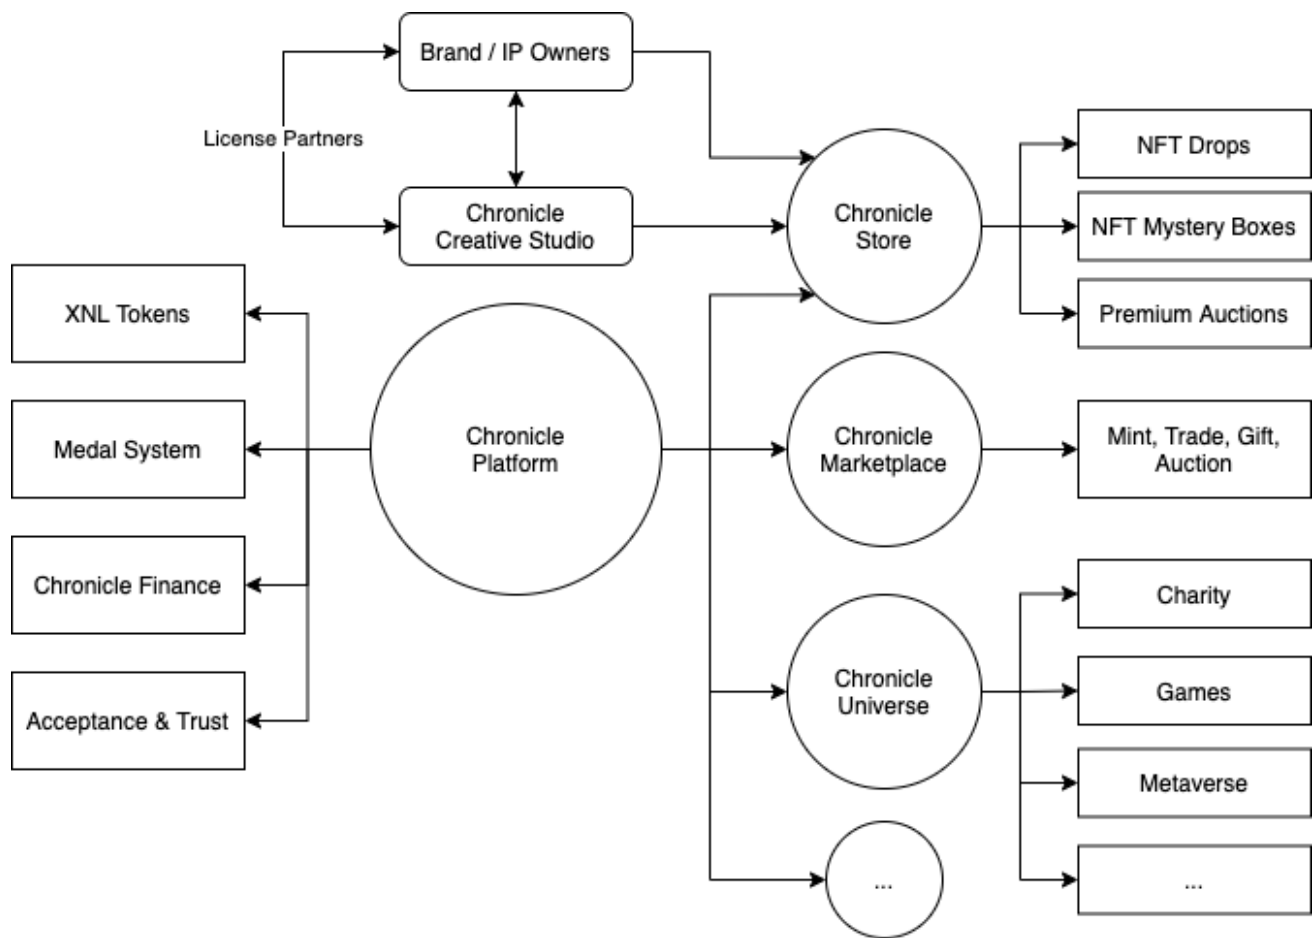 Brand / IP Owners
License Partners
Chronicle
Creative Studio
Chronicle
Store
NFT Drops
NFT Mystery Boxes
Premium Auctions
XNL Tokens
Medal System
Chronicle Finance
Acceptance & Trust
Chronicle
Platform
Chronicle
Marketplace
Mint, Trade, Gift,
Auction
Chronicle
Universe
Charity
Games
Metaverse
...
...